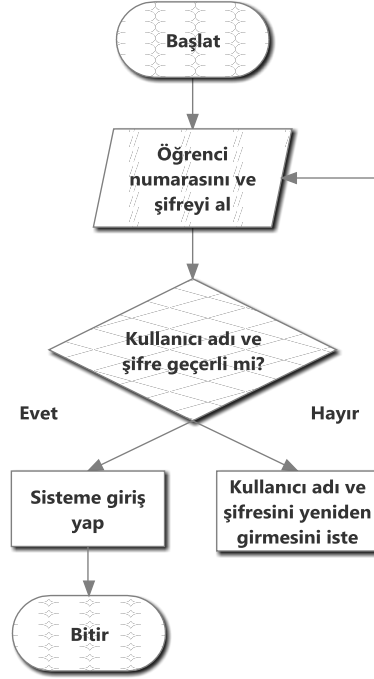 Başlat
Öğrenci
numarasını ve
şifreyi al
Kullanıcı adı ve
şifre geçerli mi?
Evet
Hayır
Sisteme giriş
yap
Kullanıcı adı ve
şifresini yeniden
girmesini iste
Bitir